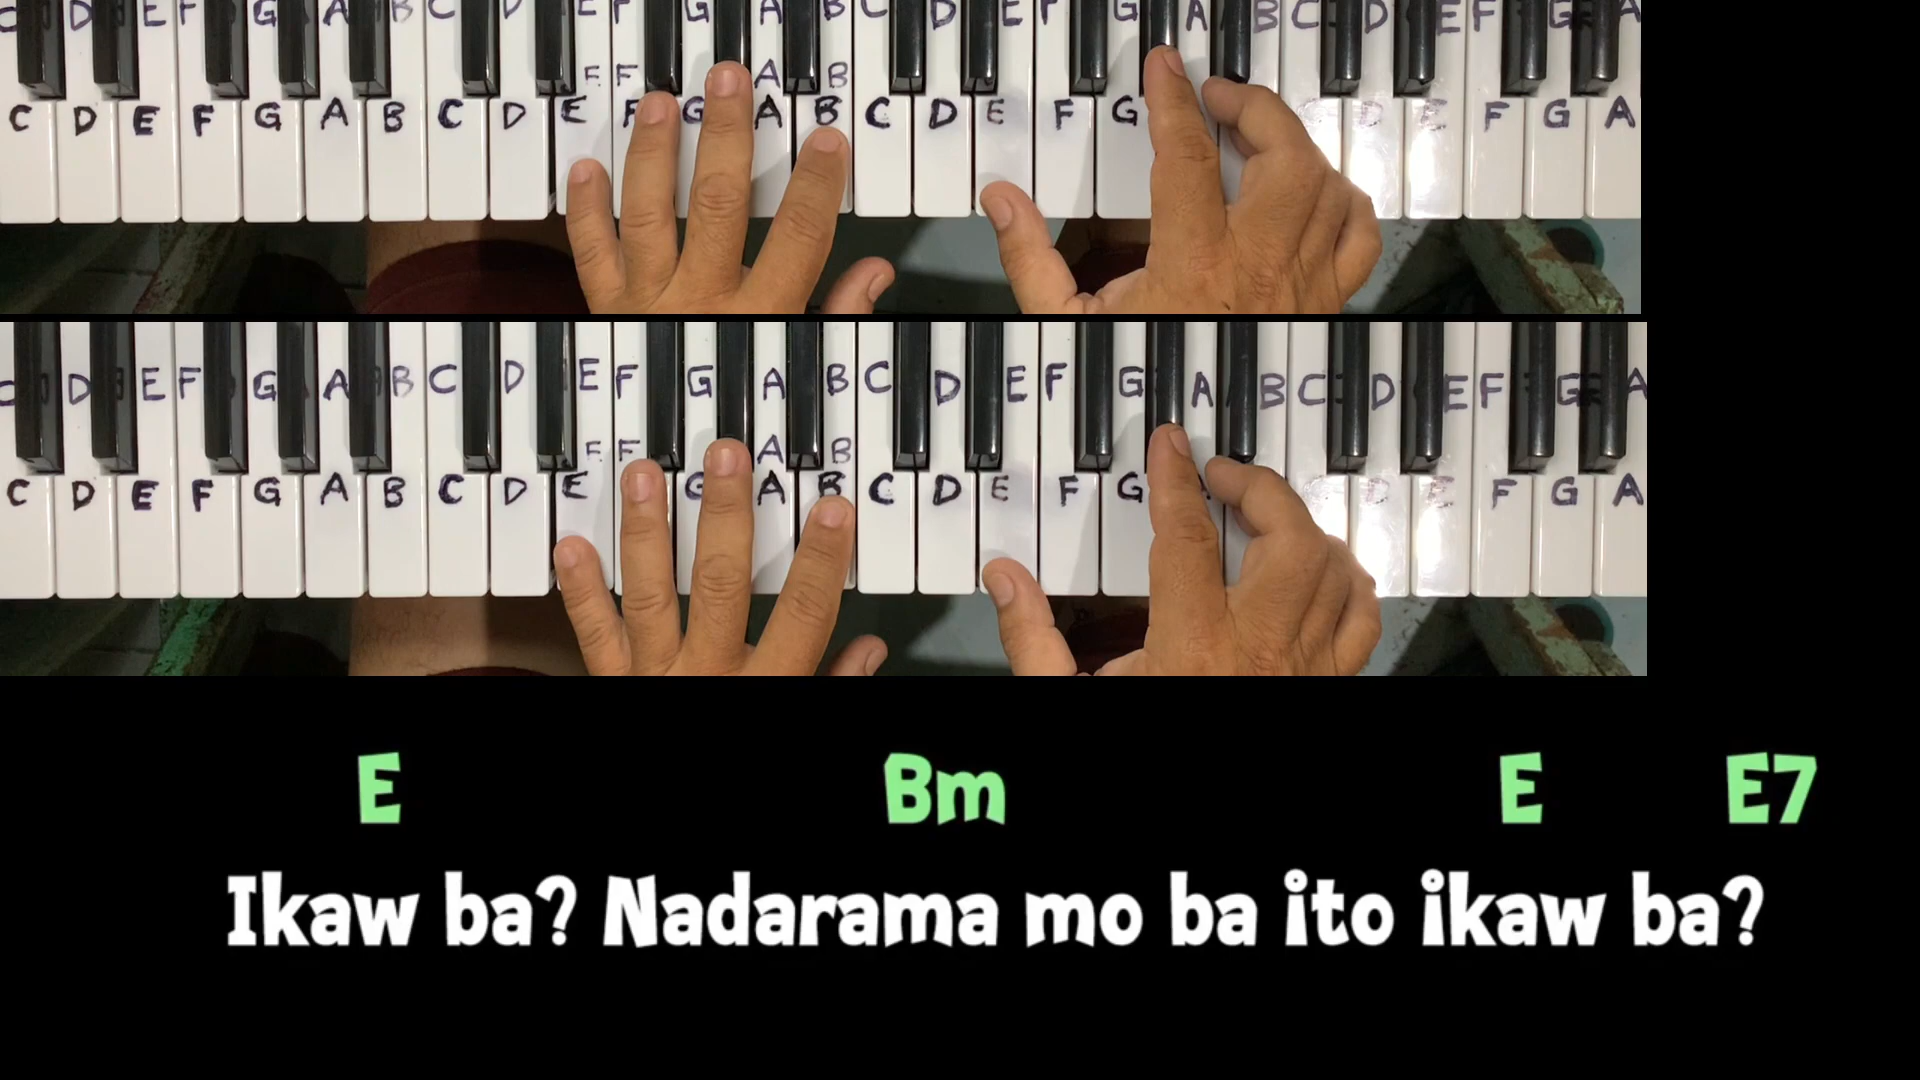 C D E F G A B C D E F G A B C D E F G A B C D E F G A
E F A B
C D E F G A B C D E F G A B C D E F G D E F G A
C D E F G A B C D E F G A B C D E F G A B C D E F G A
E F A B
C D E F G A B C D E G A B C D E F G D E F G A
E Bm E E7
Ikaw ba? Nadarama mo ba ito ikaw ba?